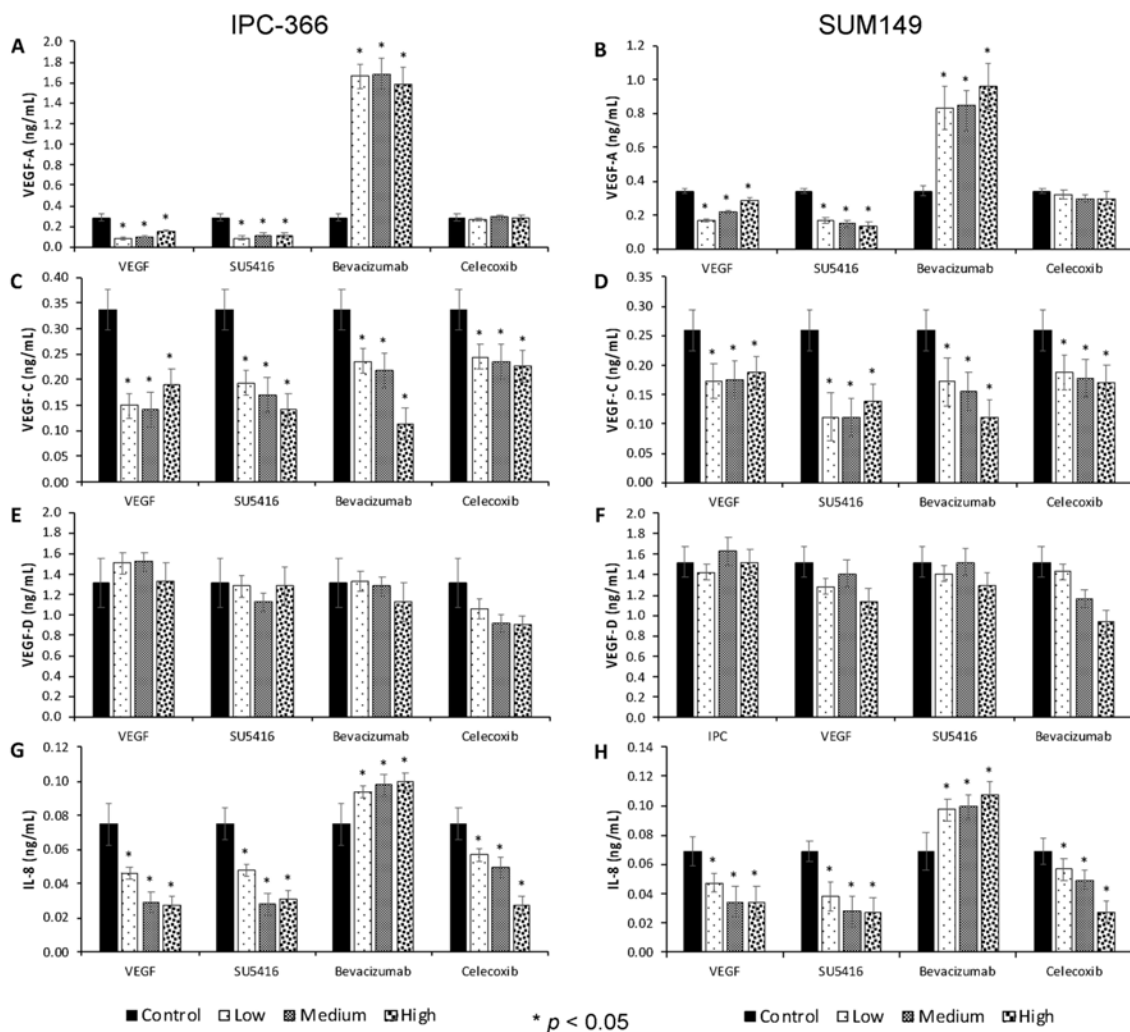 IPC-366 SUM149
A B
VEGF-A (ng/mL)
2.0
1.8
1.6
1.4
1.2
1.0
0.8
0.6
0.4
0.2
0.0
* * * * * * * * *
VEGF SU5416 Bevacizumab Celecoxib
VEGF-A (ng/mL)
1.2
1.0
0.8
0.6
0.4
0.2
0.0
* * * * * * * * *
VEGF SU5416 Bevacizumab Celecoxib
C D
VEGF-C (ng/mL)
0.40
0.35
0.30
0.25
0.20
0.15
0.10
0.05
0.00
* * * * * * * * * * * *
VEGF SU5416 Bevacizumab Celecoxib
VEGF-C (ng/mL)
0.35
0.30
0.25
0.20
0.15
0.10
0.05
0.00
* * * * * * * * * * * *
VEGF SU5416 Bevacizumab Celecoxib
E F
VEGF-D (ng/mL)
2.0
1.8
1.6
1.4
1.2
1.0
0.8
0.6
0.4
0.2
0.0
VEGF SU5416 Bevacizumab Celecoxib
VEGF-D (ng/mL)
2.0
1.8
1.6
1.4
1.2
1.0
0.8
0.6
0.4
0.2
0.0
IPC VEGF SU5416 Bevacizumab
G H
IL-8 (ng/mL)
0.12
0.10
0.08
0.06
0.04
0.02
0.00
* * * * * * * * * * * *
VEGF SU5416 Bevacizumab Celecoxib
IL-8 (ng/mL)
0.14
0.12
0.10
0.08
0.06
0.04
0.02
0.00
* * * * * * * * * * * *
VEGF SU5416 Bevacizumab Celecoxib
Control Low Medium High * p < 0.05 Control Low Medium High